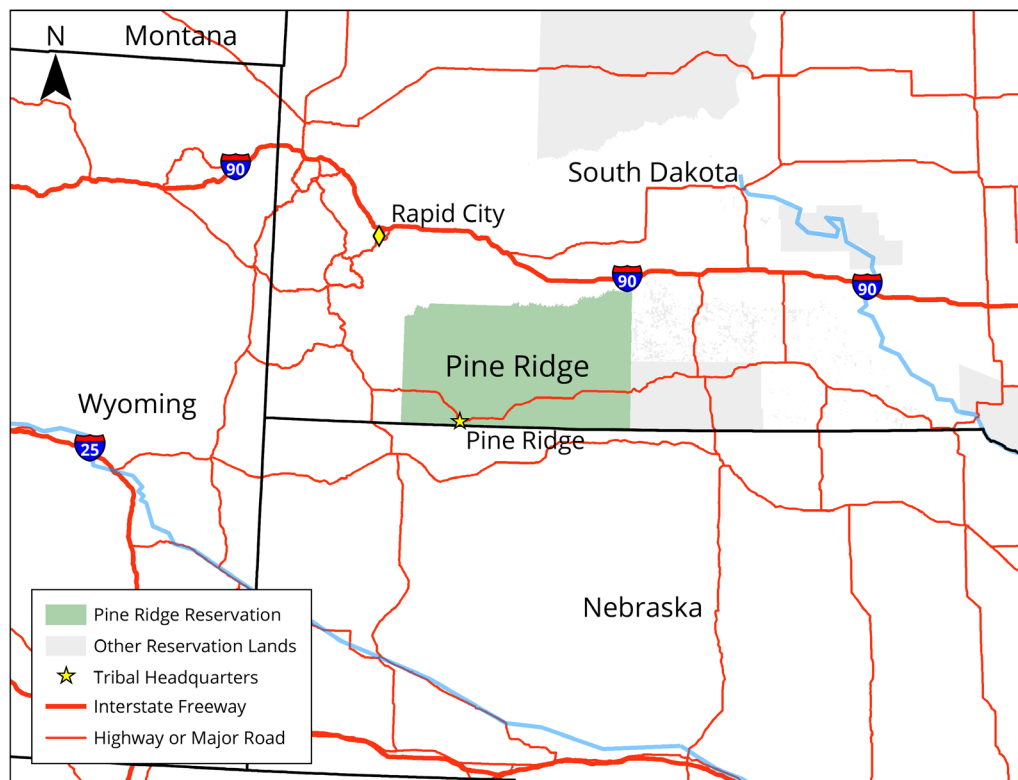 N
Montana
90
South Dakota
Rapid City
90
90
Pine Ridge
Wyoming
Pine Ridge
25
Nebraska
Pine Ridge Reservation
Other Reservation Lands
Tribal Headquarters
Interstate Freeway
Highway or Major Road